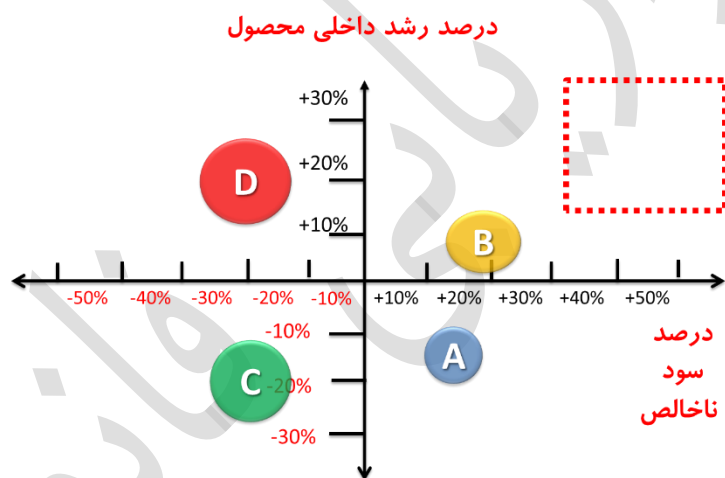 درصد رشد داخلی محصول
+30%
+20%
D
+10%
B
-50% -40% -30% -20% -10% +10% +20% +30% +40% +50%
-10%
درصد
سود
ناخالص
A
C
-20%
-30%